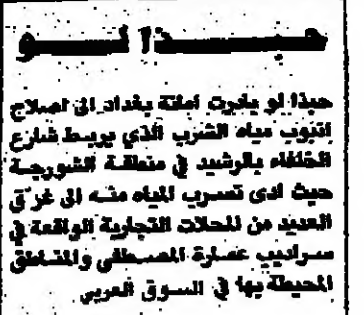 حبذا لو
حبذا لو بادرت امانة بغداد الى اصلاح
انبوب مياه الشرب الذي يربط شارع
الخلفاء بالرشيد في منطقة الشورجة
حيث ادى تسرب المياه منه الى غرق
العديد من المحلات التجارية الواقعة في
سراديب عمارة المصطفى والمناطق
المحيطة بها في السوق العربي